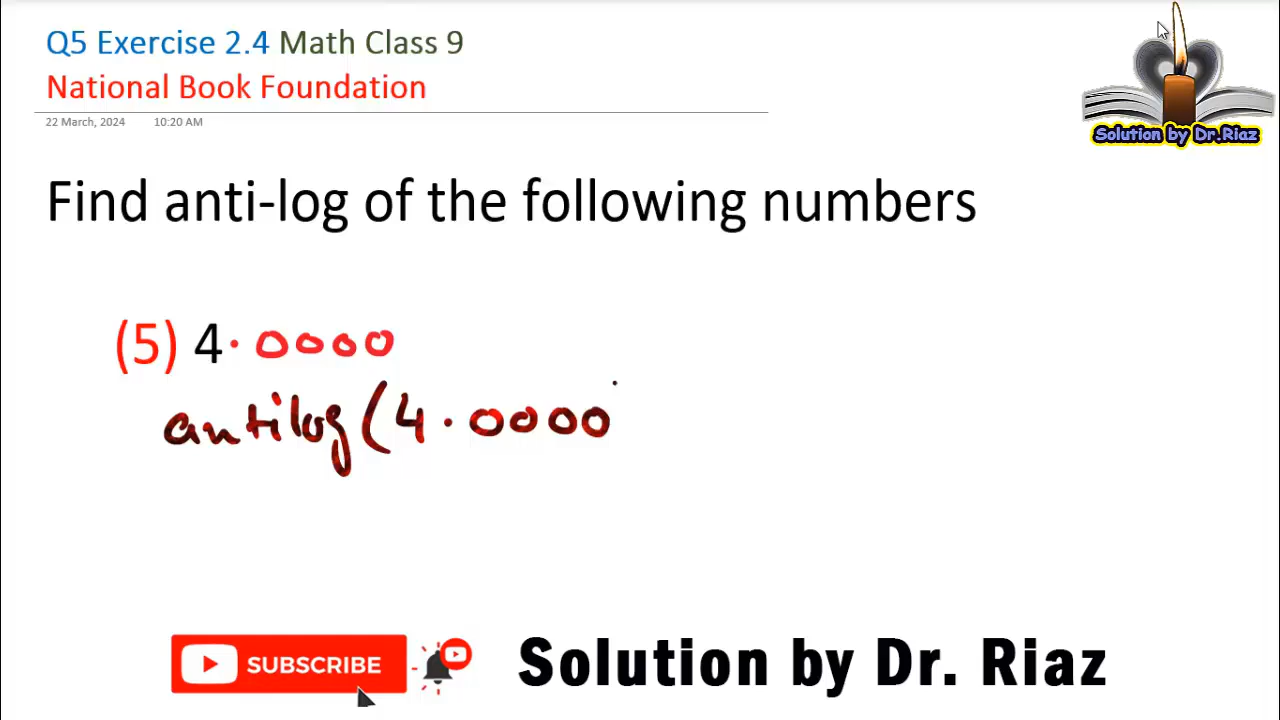 Q5 Exercise 2.4 Math Class 9
National Book Foundation
22 March, 2024 10:20 AM
Solution by Dr.Riaz
Find anti-log of the following numbers
(5) 4.0000
antilog(4.0000
SUBSCRIBE
Solution by Dr. Riaz